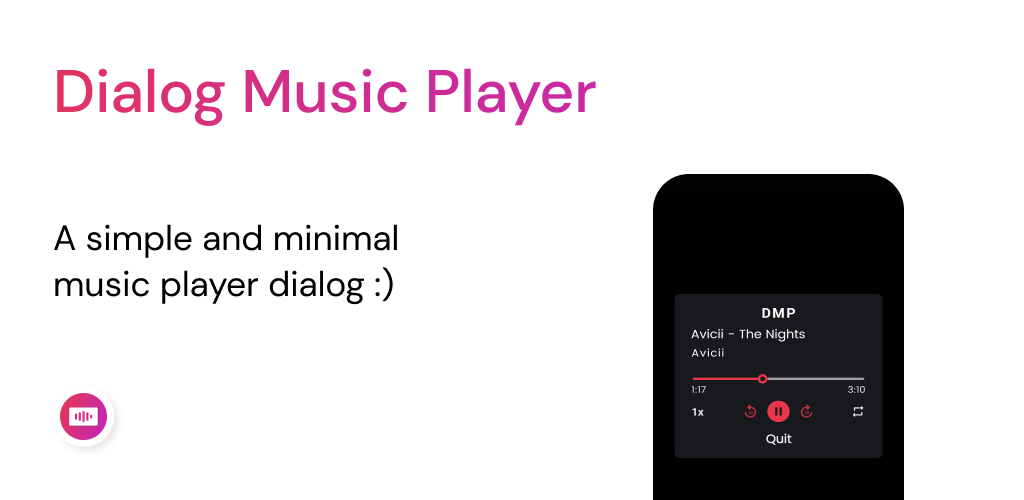 Dialog Music Player
A simple and minimal
music player dialog :)
DMP
Avicii - The Nights
Avicii
1:17 3:10
1x
Quit